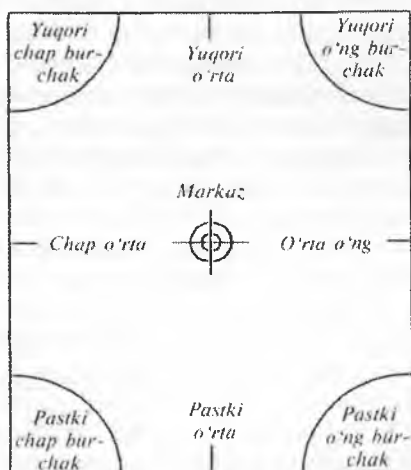 Yuqori
chap bur-
chak
Yuqori
o‘rta
Yuqori
o‘ng bur-
chak
Markaz
Chap o‘rta
O‘rta o‘ng
Pastki
chap bur-
chak
Pastki
o‘rta
Pastki
o‘ng bur-
chak